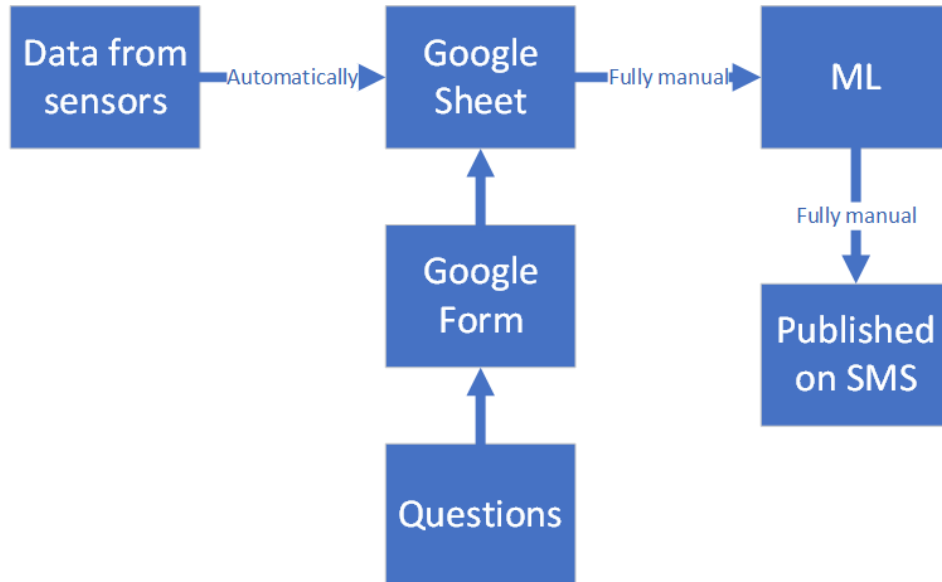 Data from
sensors
Automatically
Google
Sheet
Fully manual
ML
Fully manual
Google
Form
Published
on SMS
Questions